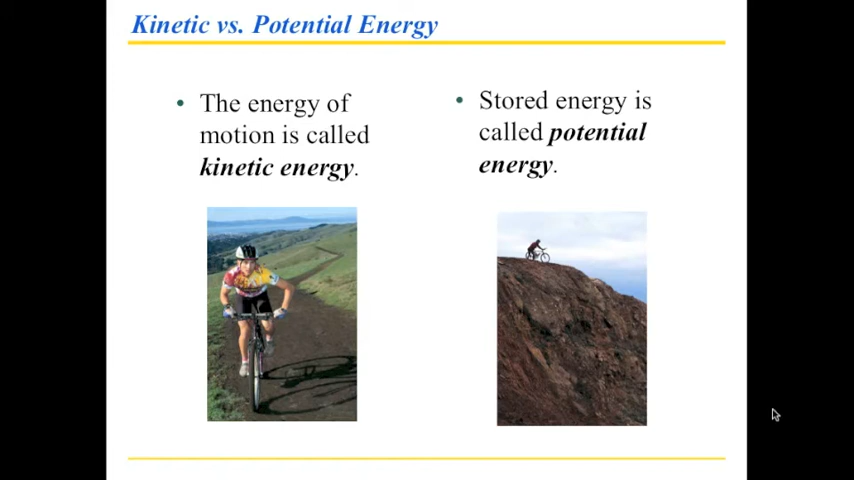 Kinetic vs. Potential Energy
• The energy of
motion is called
kinetic energy.
• Stored energy is
called potential
energy.